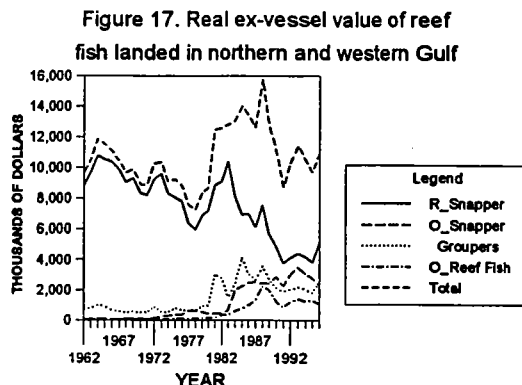 Figure 17. Real ex-vessel value of reef
fish landed in northern and western Gulf
THOUSANDS OF DOLLARS
16,000
14,000
12,000
10,000
8,000
6,000
4,000
2,000
0
1967 1977 1987
1962 1972 1982 1992
YEAR
Legend
R_Snapper
O_Snapper
Groupers
O_Reef Fish
Total